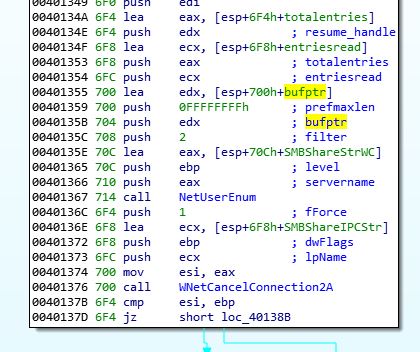 00401349 6F0 push    edi
0040134A 6F4 lea     eax, [esp+6F4h+totalentries]
0040134E 6F4 push    edx             ; resume_handle
0040134F 6F8 lea     ecx, [esp+6F8h+entriesread]
00401353 6F8 push    eax             ; totalentries
00401354 6FC push    ecx             ; entriesread
00401355 700 lea     edx, [esp+700h+bufptr]
00401359 700 push    0FFFFFFFFh      ; prefmaxlen
0040135B 704 push    edx             ; bufptr
0040135C 708 push    2               ; filter
0040135E 70C lea     eax, [esp+70Ch+SMBShareStrWC]
00401365 70C push    ebp             ; level
00401366 710 push    eax             ; servername
00401367 714 call    NetUserEnum
0040136C 6F4 push    1               ; fForce
0040136E 6F8 lea     ecx, [esp+6F8h+SMBShareIPCStr]
00401372 6F8 push    ebp             ; dwFlags
00401373 6FC push    ecx             ; lpName
00401374 700 mov     esi, eax
00401376 700 call    WNetCancelConnection2A
0040137B 6F4 cmp     esi, ebp
0040137D 6F4 jz      short loc_40138B